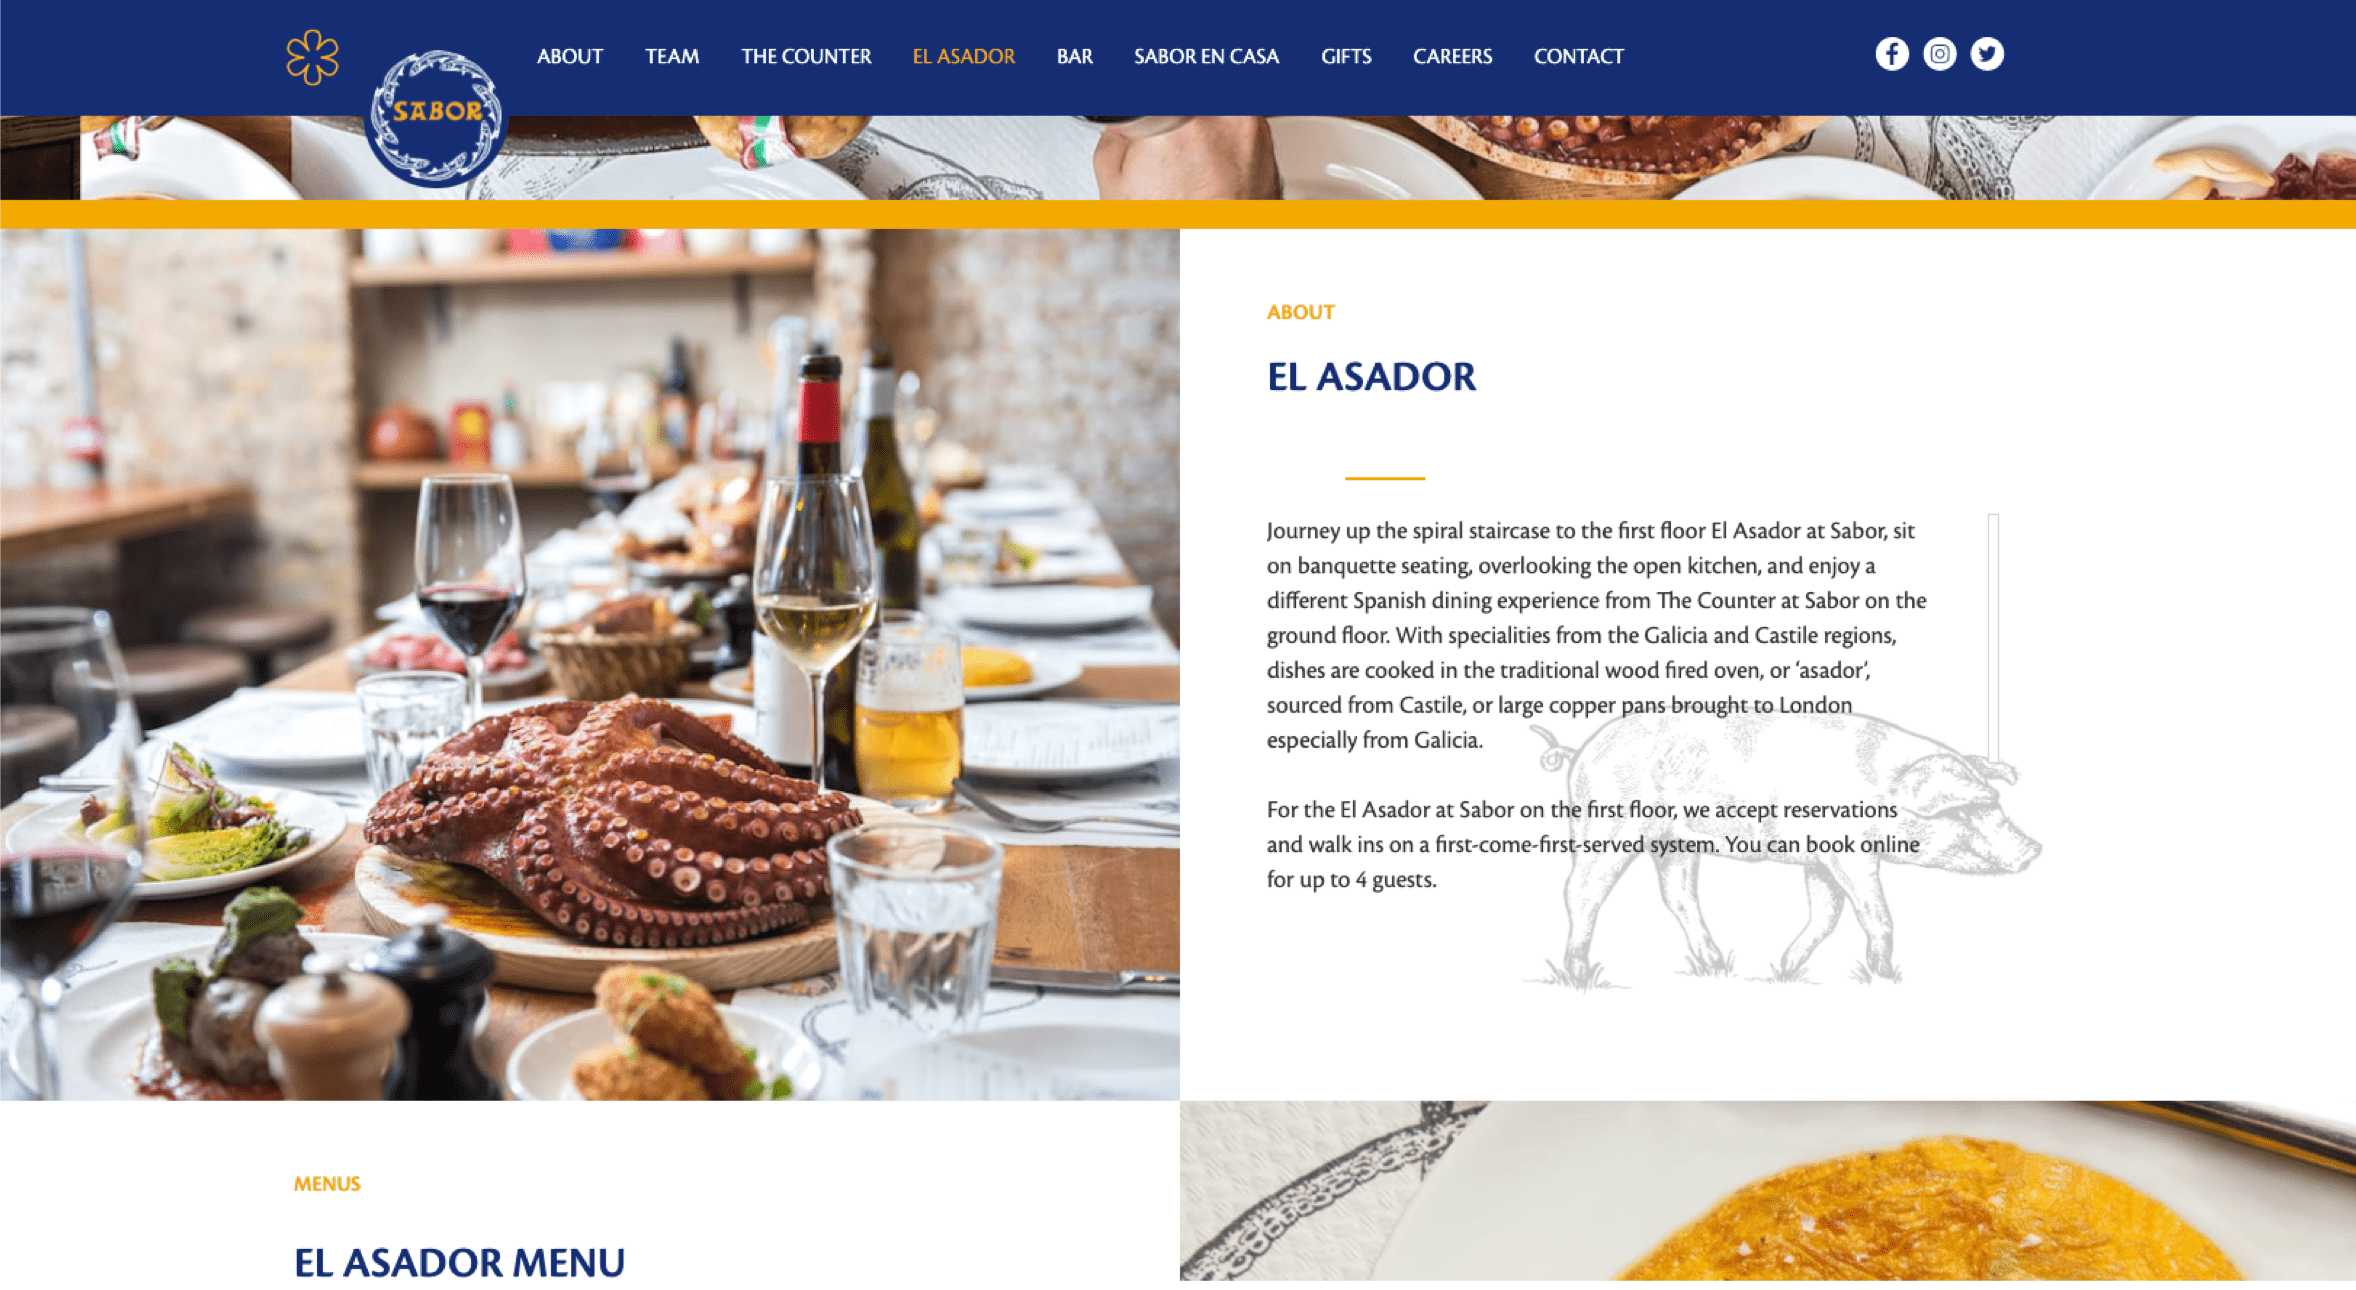 ABOUT TEAM THE COUNTER EL ASADOR BAR SABOR EN CASA GIFTS CAREERS CONTACT
SABOR
ABOUT
EL ASADOR
Journey up the spiral staircase to the first floor El Asador at Sabor, sit
on banquette seating, overlooking the open kitchen, and enjoy a
different Spanish dining experience from The Counter at Sabor on the
ground floor. With specialities from the Galicia and Castile regions,
dishes are cooked in the traditional wood fired oven, or ‘asador’,
sourced from Castile, or large copper pans brought to London
especially from Galicia.
For the El Asador at Sabor on the first floor, we accept reservations
and walk ins on a first-come-first-served system. You can book online
for up to 4 guests.
MENUS
EL ASADOR MENU